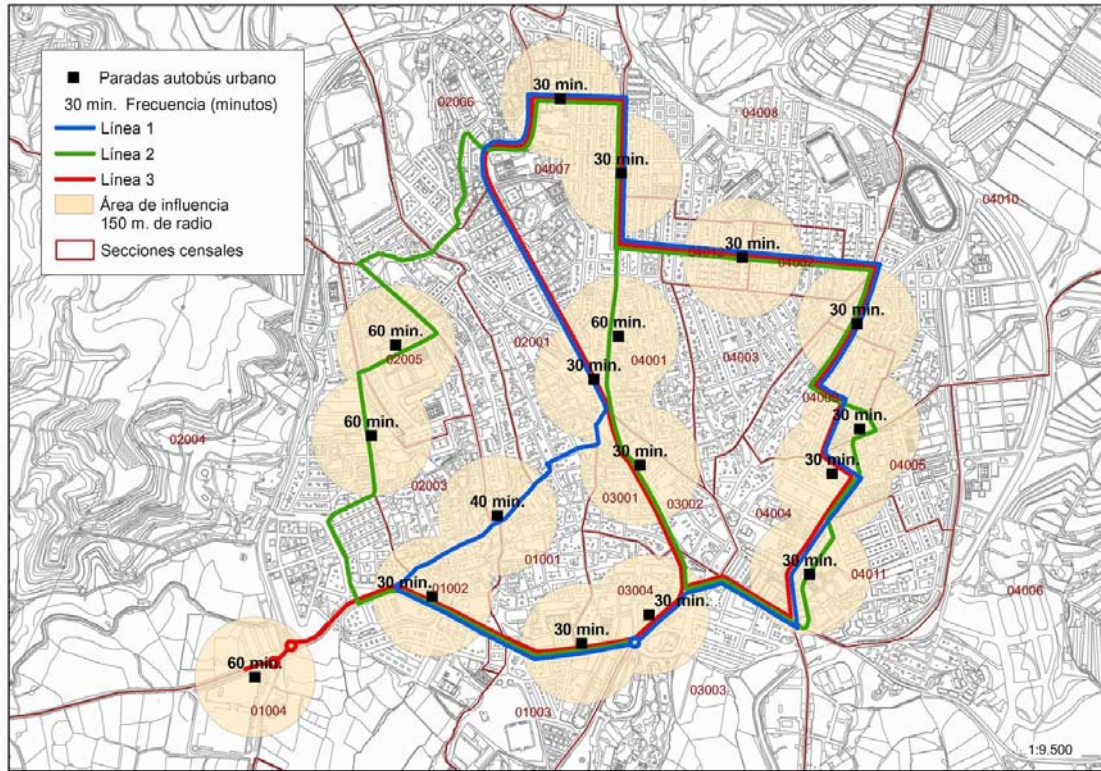 Paradas autobús urbano
30 min. Frecuencia (minutos)
Línea 1
Línea 2
Línea 3
Área de influencia
150 m. de radio
Secciones censales
30 min.
02006
04008
30 min.
04007
04010
30 min.
04012
04002
30 min.
60 min.
60 min.
02001
04001
04003
02005
30 min.
04009
30 min.
60 min.
02004
30 min.
30 min.
04005
02003
03001
03002
40 min.
04004
01001
30 min.
04011
30 min.
01002
03004
30 min.
04006
30 min.
60 min.
03003
01004
01003
1:9.500